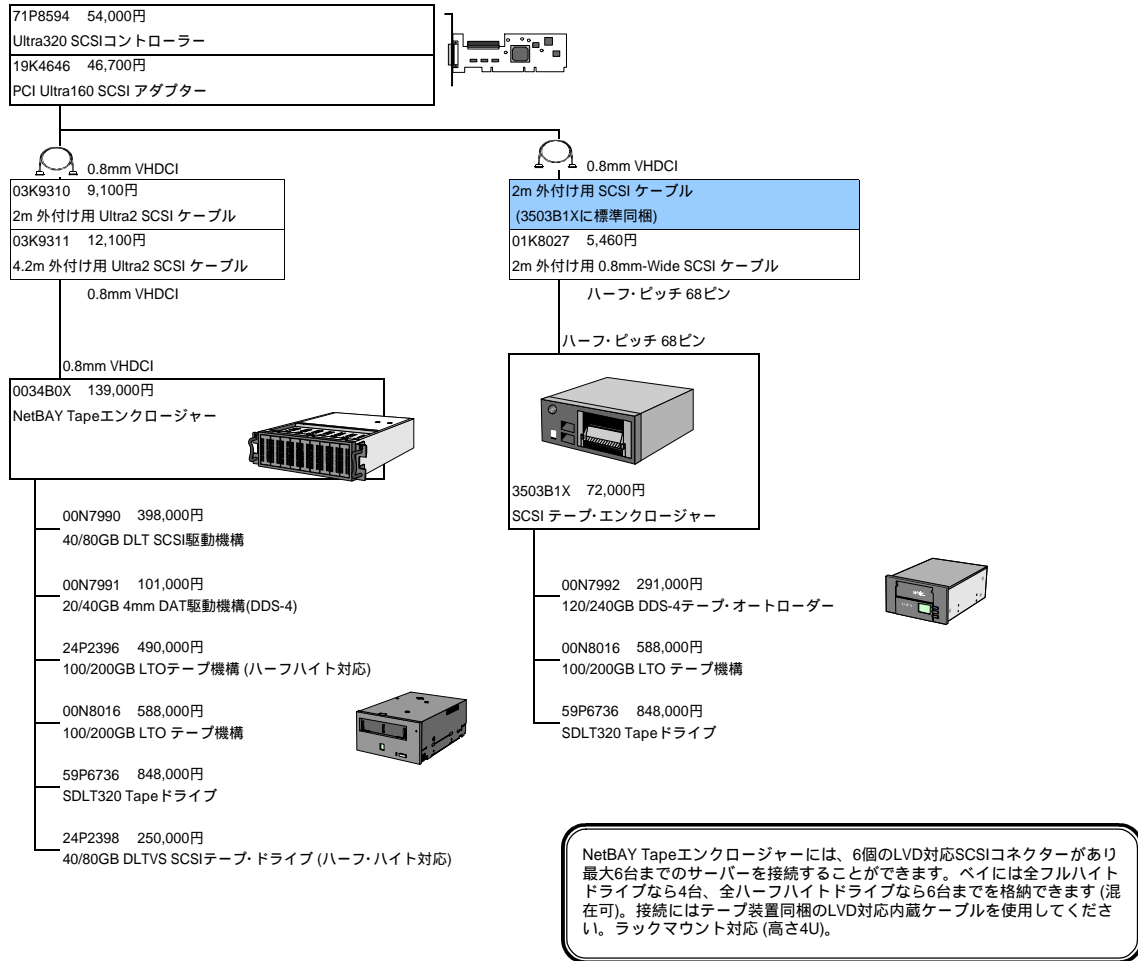 71P8594 54,000円
Ultra320 SCSIコントローラー
19K4646 46,700円
PCI Ultra160 SCSI アダプター
0.8mm VHDCI
03K9310 9,100円
2m 外付け用 Ultra2 SCSI ケーブル
03K9311 12,100円
4.2m 外付け用 Ultra2 SCSI ケーブル
0.8mm VHDCI
0.8mm VHDCI
0034B0X 139,000円
NetBAY Tapeエンクロージャー
00N7990 398,000円
40/80GB DLT SCSI駆動機構
00N7991 101,000円
20/40GB 4mm DAT駆動機構(DDS-4)
24P2396 490,000円
100/200GB LTOテープ機構 (ハーフハイト対応)
00N8016 588,000円
100/200GB LTO テープ機構
59P6736 848,000円
SDLT320 Tapeドライブ
24P2398 250,000円
40/80GB DLTVS SCSIテープ・ドライブ (ハーフ・ハイト対応)
0.8mm VHDCI
2m 外付け用 SCSI ケーブル
(3503B1Xに標準同梱)
01K8027 5,460円
2m 外付け用 0.8mm-Wide SCSI ケーブル
ハーフ・ピッチ 68ピン
ハーフ・ピッチ 68ピン
3503B1X 72,000円
SCSI テープ・エンクロージャー
00N7992 291,000円
120/240GB DDS-4テープ・オートローダー
00N8016 588,000円
100/200GB LTO テープ機構
59P6736 848,000円
SDLT320 Tapeドライブ
NetBAY Tapeエンクロージャーには、6個のLVD対応SCSIコネクターがあり
最大6台までのサーバーを接続することができます。ベイには全フルハイト
ドライブなら4台、全ハーフハイトドライブなら6台までを格納できます (混
在可)。接続にはテープ装置同梱のLVD対応内蔵ケーブルを使用してくださ
い。ラックマウント対応 (高さ4U)。